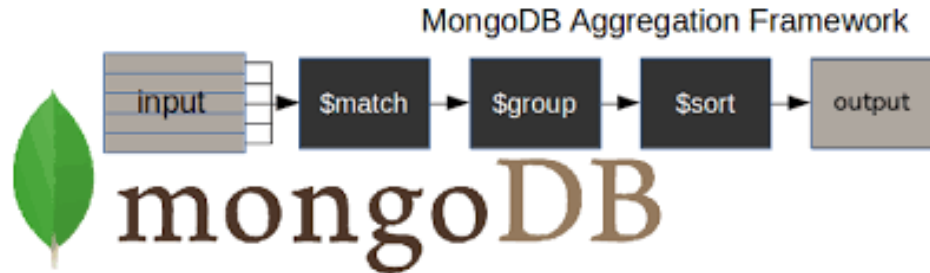 MongoDB Aggregation Framework
input $match $group $sort output
mongoDB